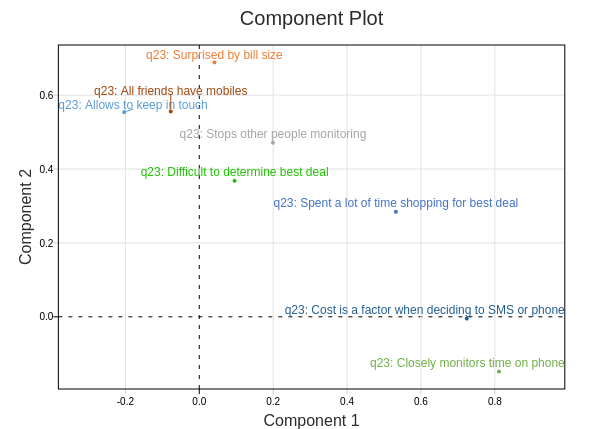 Component Plot
q23: Surprised by bill size
q23: All friends have mobiles
q23: Allows to keep in touch
q23: Stops other people monitoring
q23: Difficult to determine best deal
q23: Spent a lot of time shopping for best deal
q23: Cost is a factor when deciding to SMS or phone
q23: Closely monitors time on phone
Component 2
0.6
0.4
0.2
0.0
-0.2
0.0
0.2
0.4
0.6
0.8
Component 1